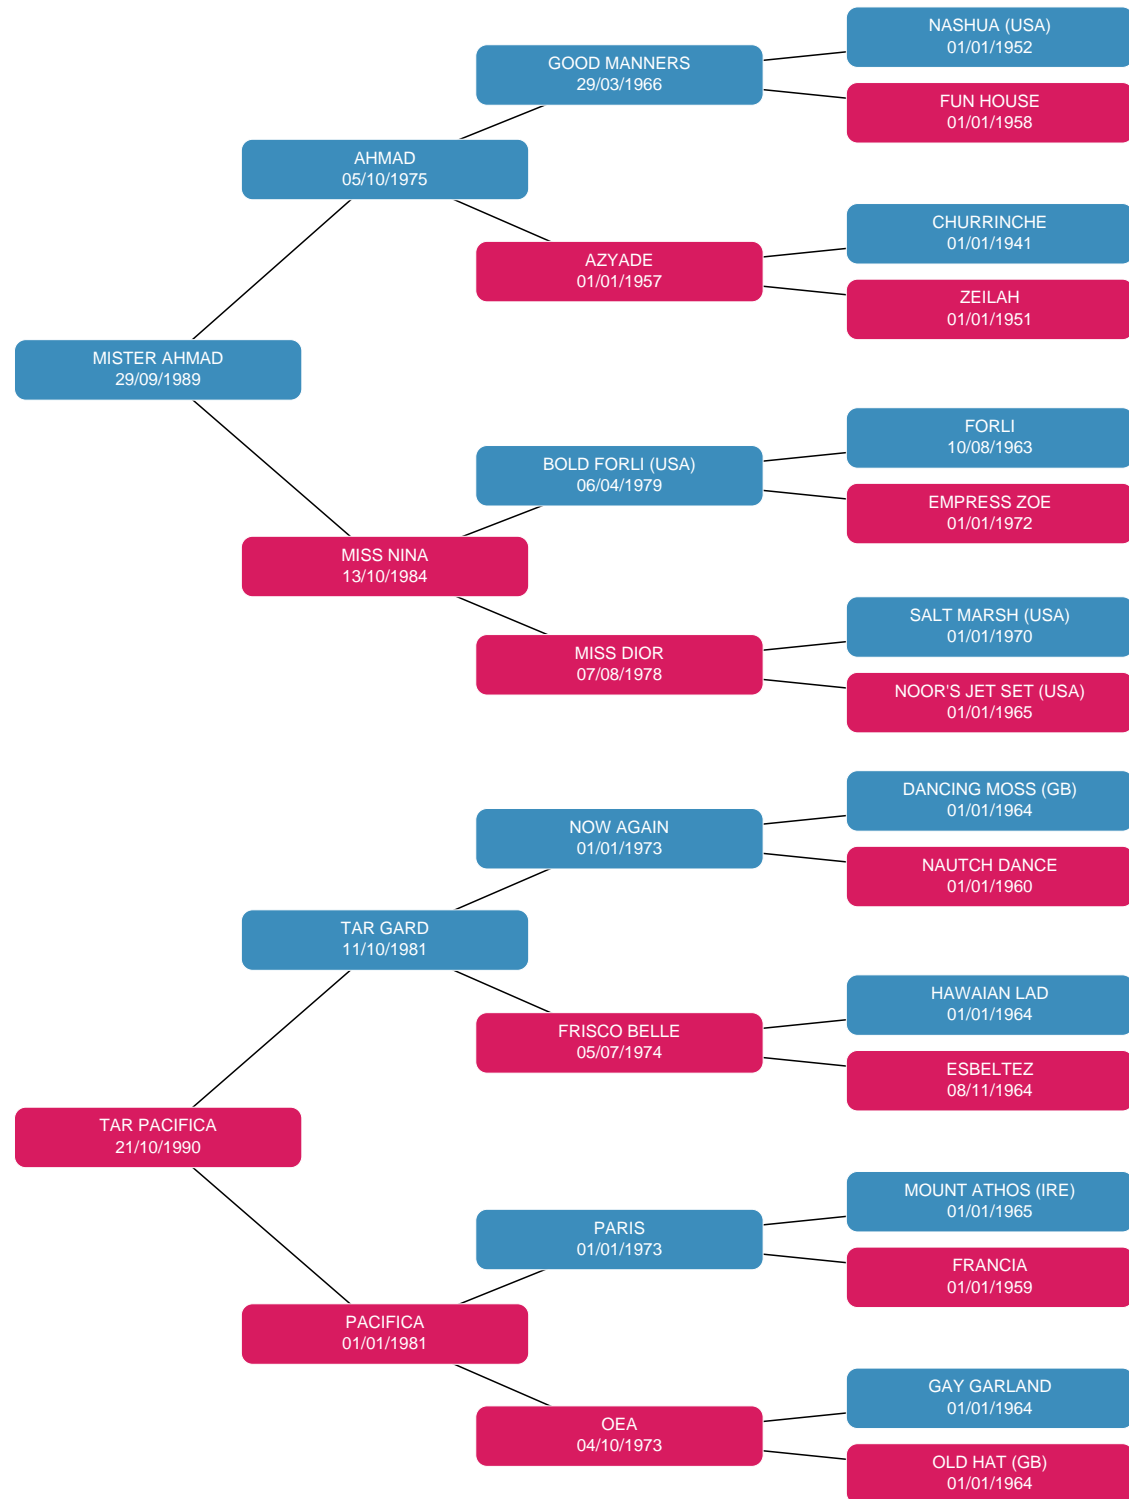 NASHUA (USA)
01/01/1952
GOOD MANNERS
29/03/1966
FUN HOUSE
01/01/1958
AHMAD
05/10/1975
CHURRINCHE
01/01/1941
AZYADE
01/01/1957
ZEILAH
01/01/1951
MISTER AHMAD
29/09/1989
FORLI
10/08/1963
BOLD FORLI (USA)
06/04/1979
EMPRESS ZOE
01/01/1972
MISS NINA
13/10/1984
SALT MARSH (USA)
01/01/1970
MISS DIOR
07/08/1978
NOOR'S JET SET (USA)
01/01/1965
DANCING MOSS (GB)
01/01/1964
NOW AGAIN
01/01/1973
NAUTCH DANCE
01/01/1960
TAR GARD
11/10/1981
HAWAIAN LAD
01/01/1964
FRISCO BELLE
05/07/1974
ESBELTEZ
08/11/1964
TAR PACIFICA
21/10/1990
MOUNT ATHOS (IRE)
01/01/1965
PARIS
01/01/1973
FRANCIA
01/01/1959
PACIFICA
01/01/1981
GAY GARLAND
01/01/1964
OEA
04/10/1973
OLD HAT (GB)
01/01/1964